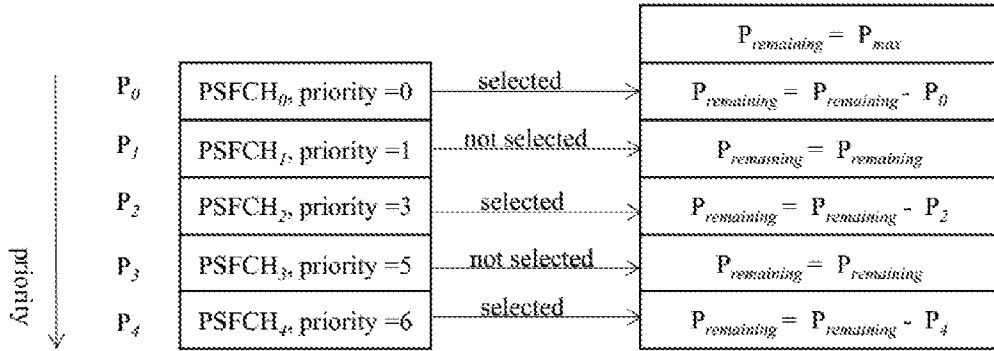 P_remaining = P_max
P_0 PSFCH_0, priority =0 selected P_remaining = P_remaining - P_0
P_1 PSFCH_1, priority =1 not selected P_remaining = P_remaining
P_2 PSFCH_2, priority =3 selected P_remaining = P_remaining - P_2
P_3 PSFCH_3, priority =5 not selected P_remaining = P_remaining
P_4 PSFCH_4, priority =6 selected P_remaining = P_remaining - P_4
priority